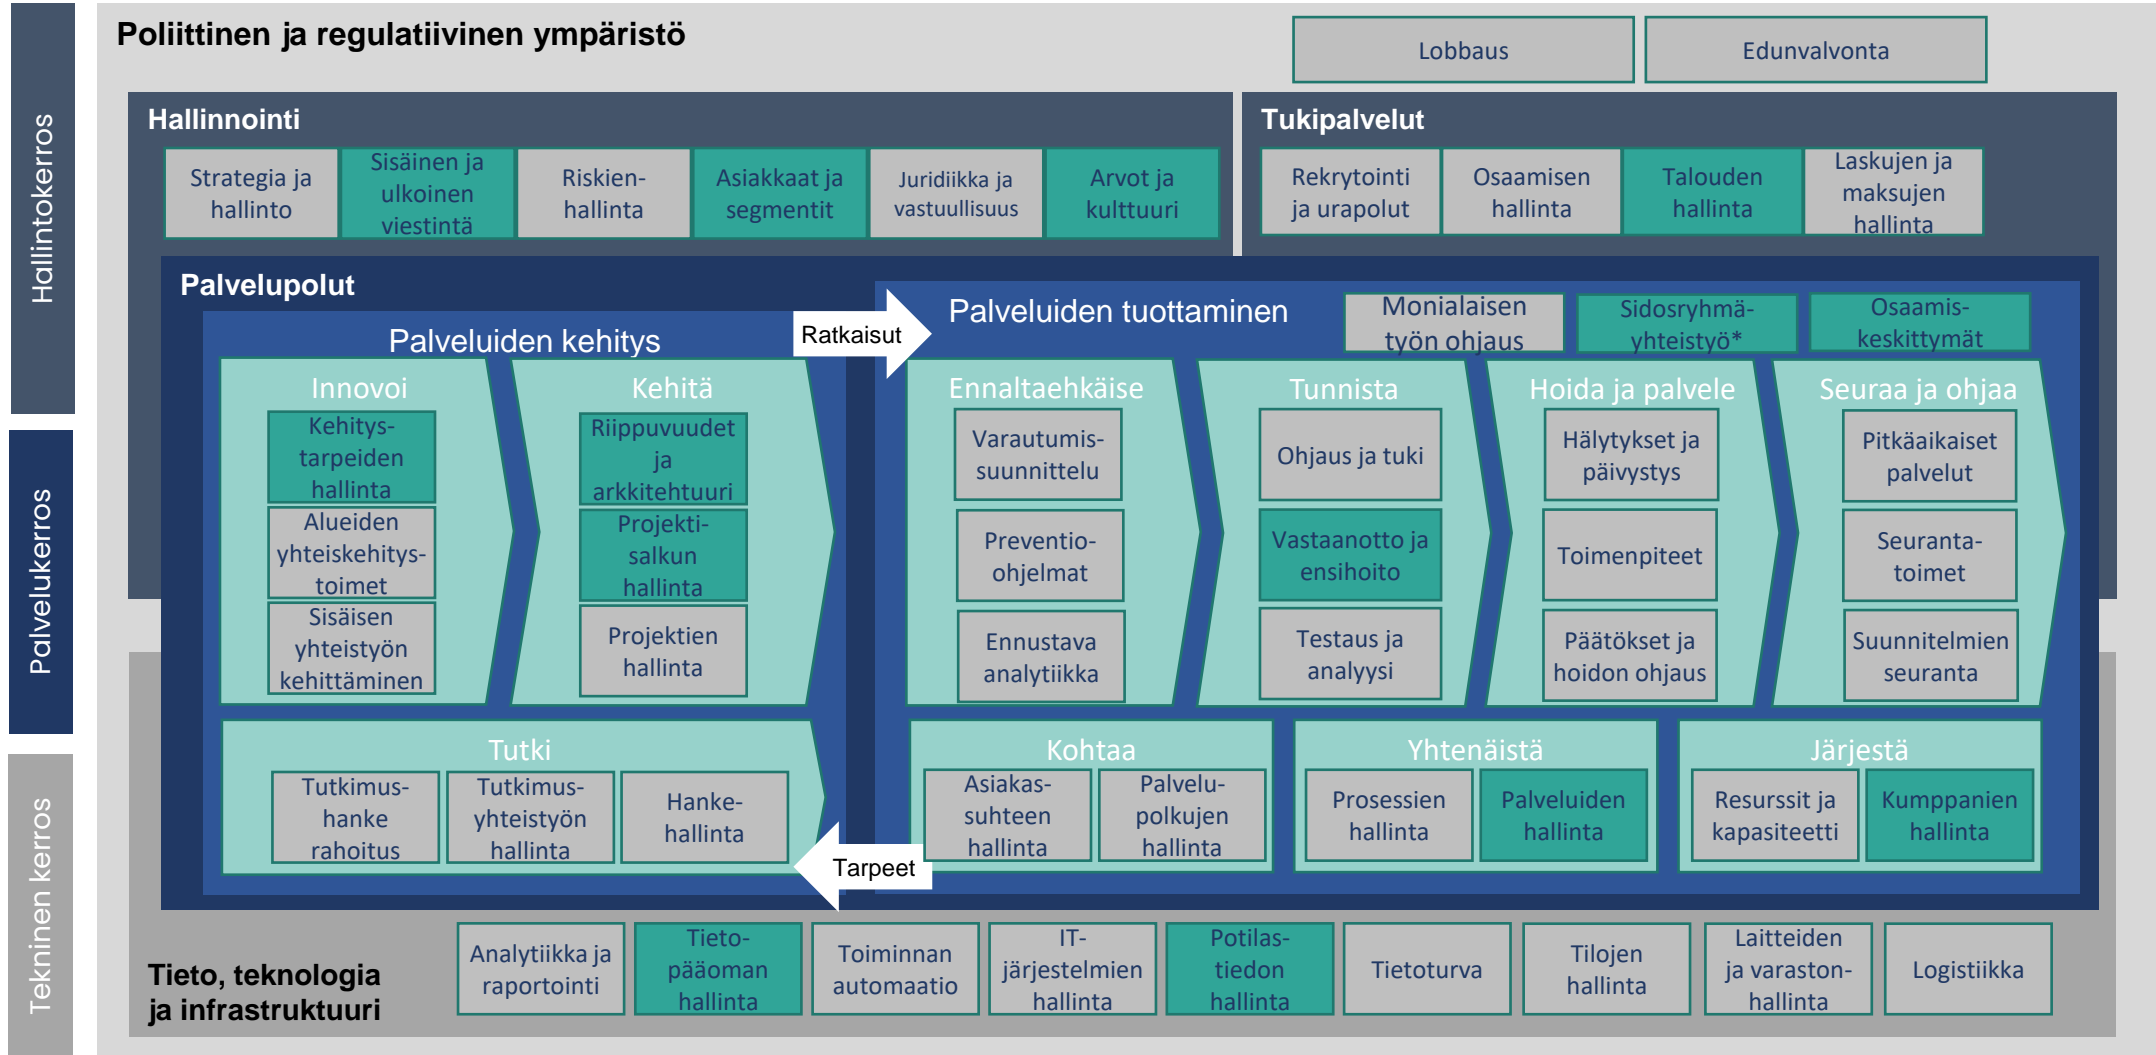 Hallintokerros
Palvelukerros
Tekninen kerros
Poliittinen ja regulatiivinen ympäristö
Lobbaus
Edunvalvonta
Hallinnointi
Strategia ja
hallinto
Sisäinen ja
ulkoinen
viestintä
Riskien-
hallinta
Asiakkaat ja
segmentit
Juridiikka ja
vastuullisuus
Arvot ja
kulttuuri
Tukipalvelut
Rekrytointi
ja urapolut
Osaamisen
hallinta
Talouden
hallinta
Laskujen ja
maksujen
hallinta
Palvelupolut
Palveluiden kehitys
Ratkaisut
Innovoi
Kehitys-
tarpeiden
hallinta
Alueiden
yhteiskehitys-
toimet
Sisäisen
yhteistyön
kehittäminen
Kehitä
Riippuvuudet
ja
arkkitehtuuri
Projekti-
salkun
hallinta
Projektien
hallinta
Tutki
Tutkimus-
hanke
rahoitus
Tutkimus-
yhteistyön
hallinta
Hanke-
hallinta
Tarpeet
Palveluiden tuottaminen
Monialaisen
työn ohjaus
Sidosryhmä-
yhteistyö*
Osaamis-
keskittymät
Ennaltaehkäise
Varautumis-
suunnittelu
Preventio-
ohjelmat
Ennustava
analytiikka
Tunnista
Ohjaus ja tuki
Vastaanotto ja
ensihoito
Testaus ja
analyysi
Hoida ja palvele
Hälytykset ja
päivystys
Toimenpiteet
Päätökset ja
hoidon ohjaus
Seuraa ja ohjaa
Pitkäaikaiset
palvelut
Seuranta-
toimet
Suunnitelmien
seuranta
Kohtaa
Asiakas-
suhteen
hallinta
Palvelu-
polkujen
hallinta
Yhtenäistä
Prosessien
hallinta
Palveluiden
hallinta
Järjestä
Resurssit ja
kapasiteetti
Kumppanien
hallinta
Tieto, teknologia
ja infrastruktuuri
Analytiikka ja
raportointi
Tieto-
pääoman
hallinta
Toiminnan
automaatio
IT-
järjestelmien
hallinta
Potilas-
tiedon
hallinta
Tietoturva
Tilojen
hallinta
Laitteiden
ja varaston-
hallinta
Logistiikka